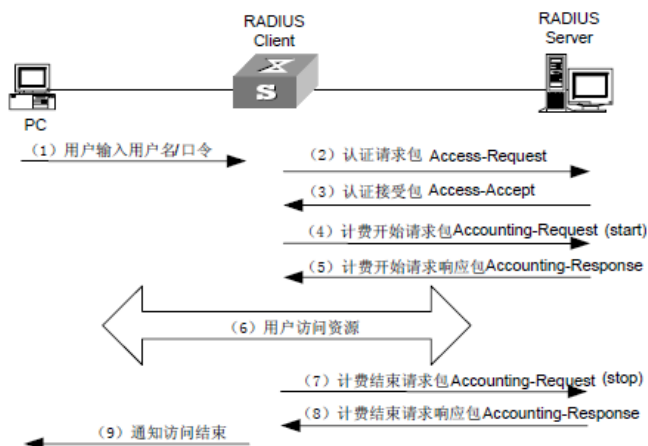 RADIUS
Client
RADIUS
Server
S
PC
（1）用户输入用户名/口令
（2）认证请求包 Access-Request
（3）认证接受包 Access-Accept
（4）计费开始请求包Accounting-Request (start)
（5）计费开始请求响应包Accounting-Response
（6）用户访问资源
（7）计费结束请求包Accounting-Request (stop)
（8）计费结束请求响应包Accounting-Response
（9）通知访问结束